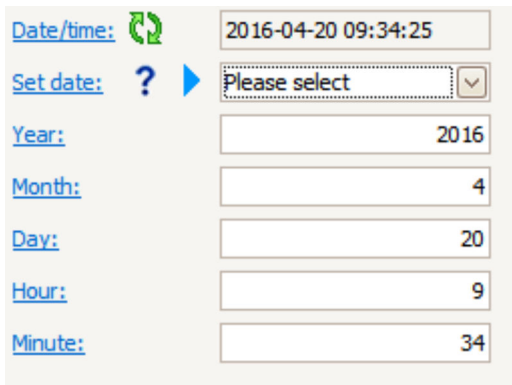 Date/time: 2016-04-20 09:34:25
Set date: ? Please select
Year: 2016
Month: 4
Day: 20
Hour: 9
Minute: 34